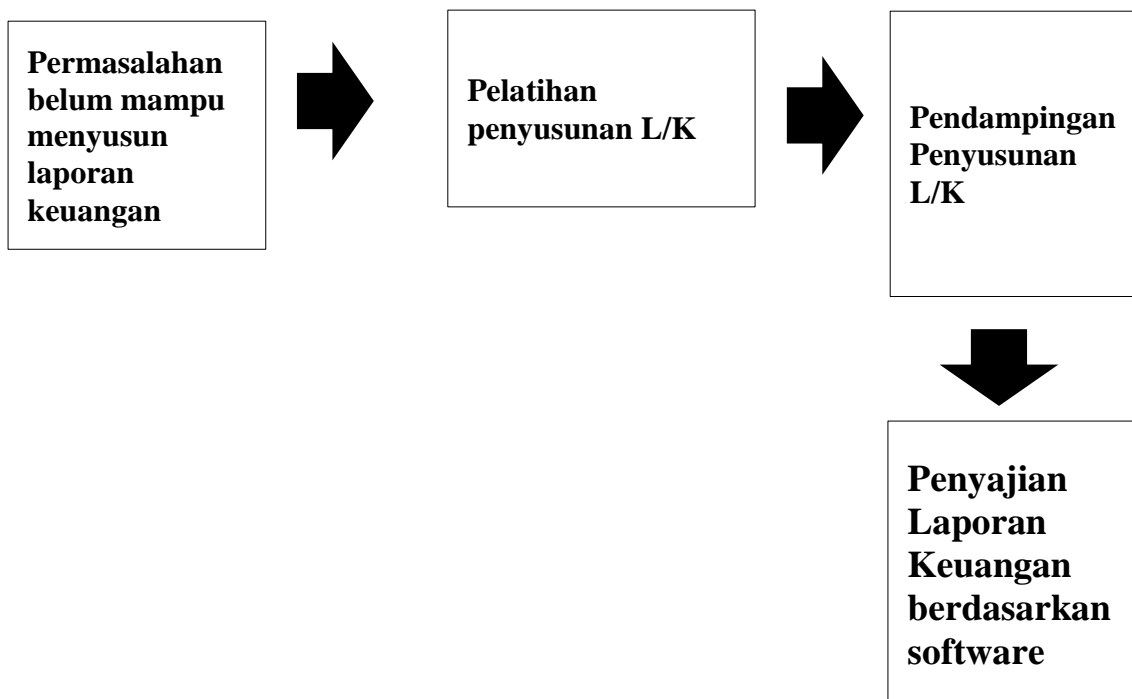 Permasalahan
belum mampu
menyusun
laporan
keuangan
Pelatihan
penyusunan L/K
Pendampingan
Penyusunan
L/K
Penyajian
Laporan
Keuangan
berdasarkan
software